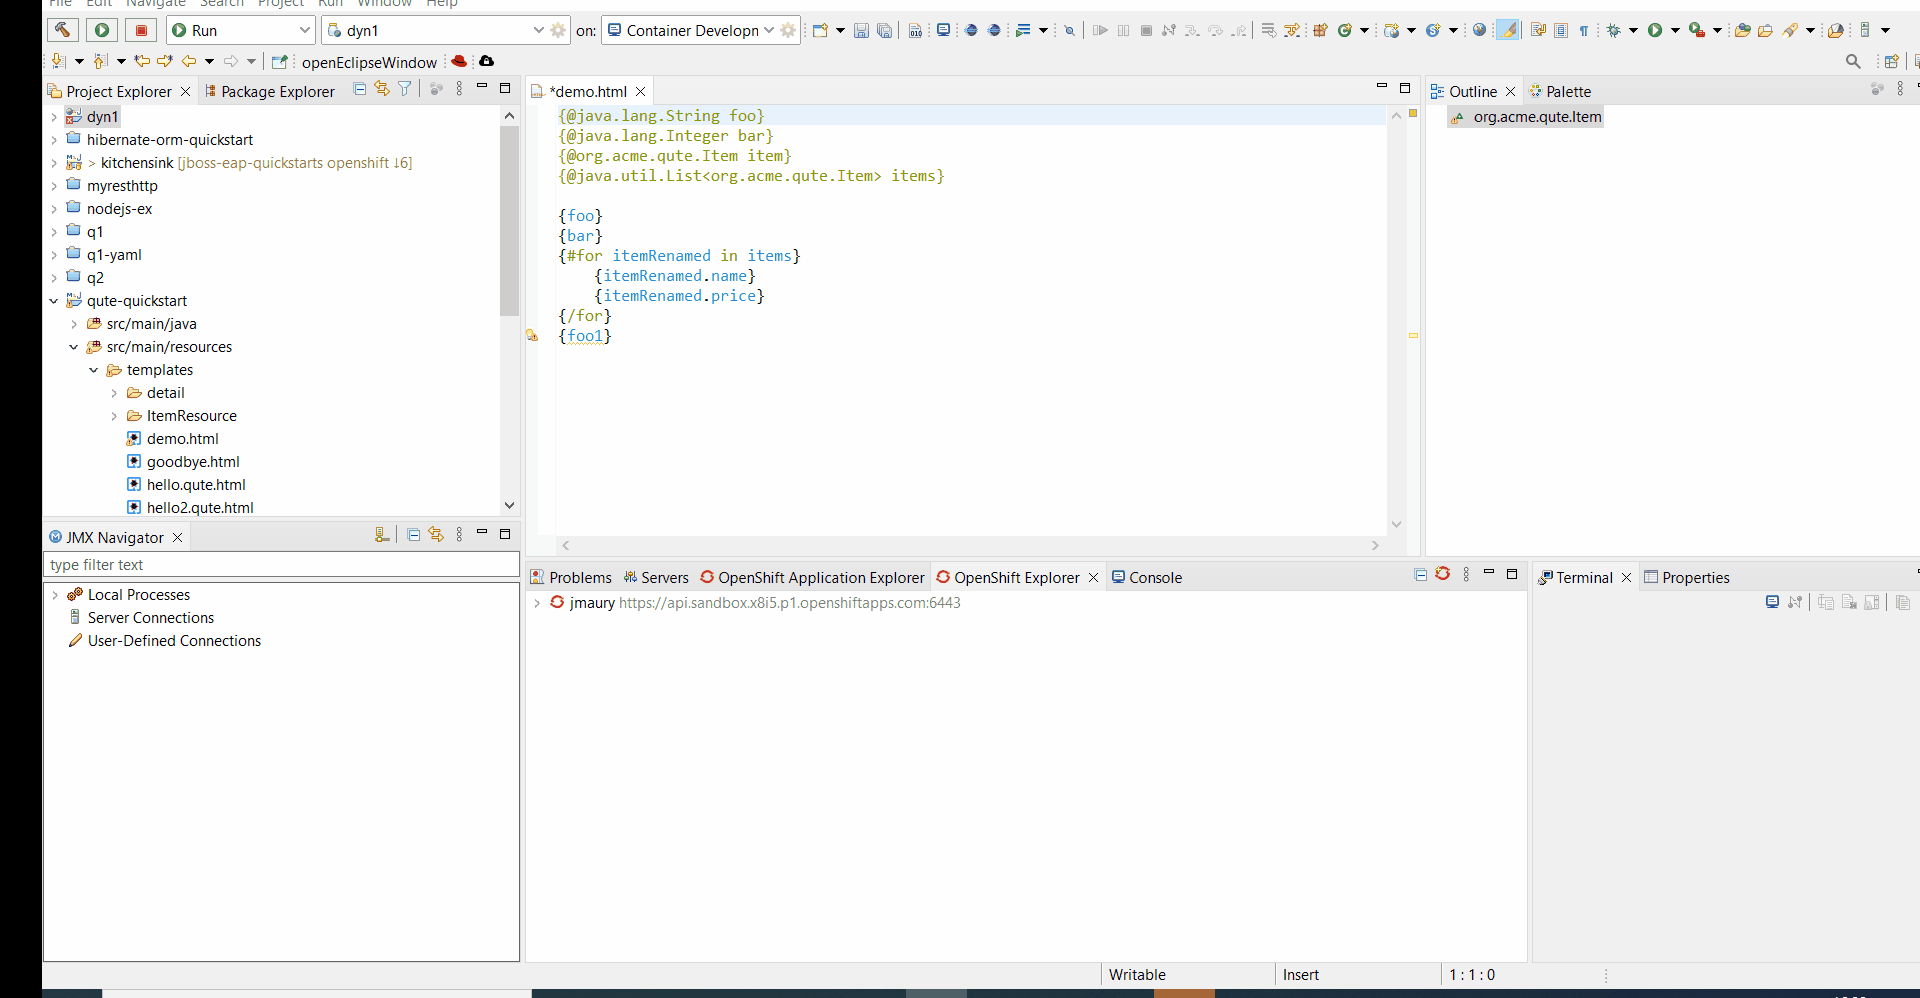 File Edit Navigate Search Project Run Window Help
Run dyn1 on: Container Developn
openEclipseWindow
Project Explorer Package Explorer
dyn1
hibernate-orm-quickstart
> kitchensink [jboss-eap-quickstarts openshift ↓6]
myresthttp
nodejs-ex
q1
q1-yaml
q2
qute-quickstart
src/main/java
src/main/resources
templates
detail
ItemResource
demo.html
goodbye.html
hello.qute.html
hello2.qute.html
JMX Navigator
type filter text
Local Processes
Server Connections
User-Defined Connections
*demo.html
{@java.lang.String foo}
{@java.lang.Integer bar}
{@org.acme.qute.Item item}
{@java.util.List<org.acme.qute.Item> items}
{foo}
{bar}
{#for itemRenamed in items}
{itemRenamed.name}
{itemRenamed.price}
{/for}
{foo1}
Outline Palette
org.acme.qute.Item
Problems Servers OpenShift Application Explorer OpenShift Explorer Console
jmaury https://api.sandbox.x8i5.p1.openshiftapps.com:6443
Terminal Properties
Writable Insert 1 : 1 : 0